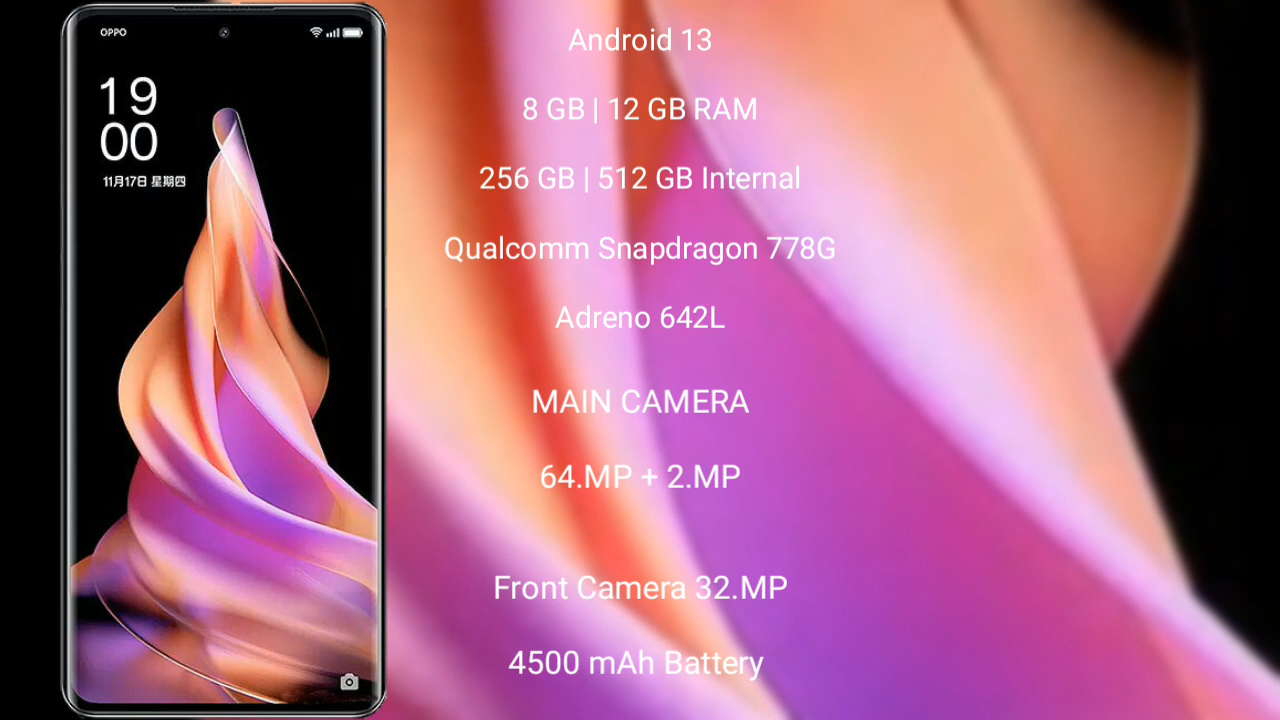 OPPO
19
00
11月17日 星期四
Android 13
8 GB | 12 GB RAM
256 GB | 512 GB Internal
Qualcomm Snapdragon 778G
Adreno 642L
MAIN CAMERA
64.MP + 2.MP
Front Camera 32.MP
4500 mAh Battery